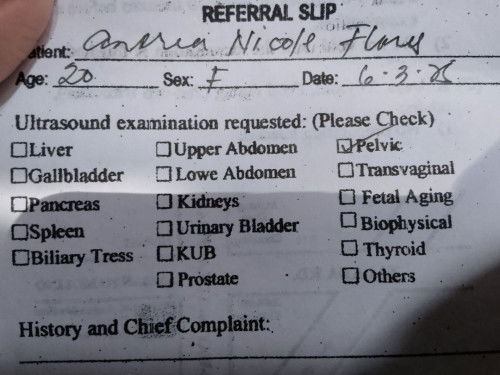 REFERRAL SLIP
atient: Andrea Nicole Flores
Age: 20 Sex: F Date: 6.3.25
Ultrasound examination requested: (Please Check)
Liver Upper Abdomen Pelvic
Gallbladder Lowe Abdomen Transvaginal
Pancreas Kidneys Fetal Aging
Spleen Urinary Bladder Biophysical
Biliary Tress KUB Thyroid
Prostate Others
History and Chief Complaint: